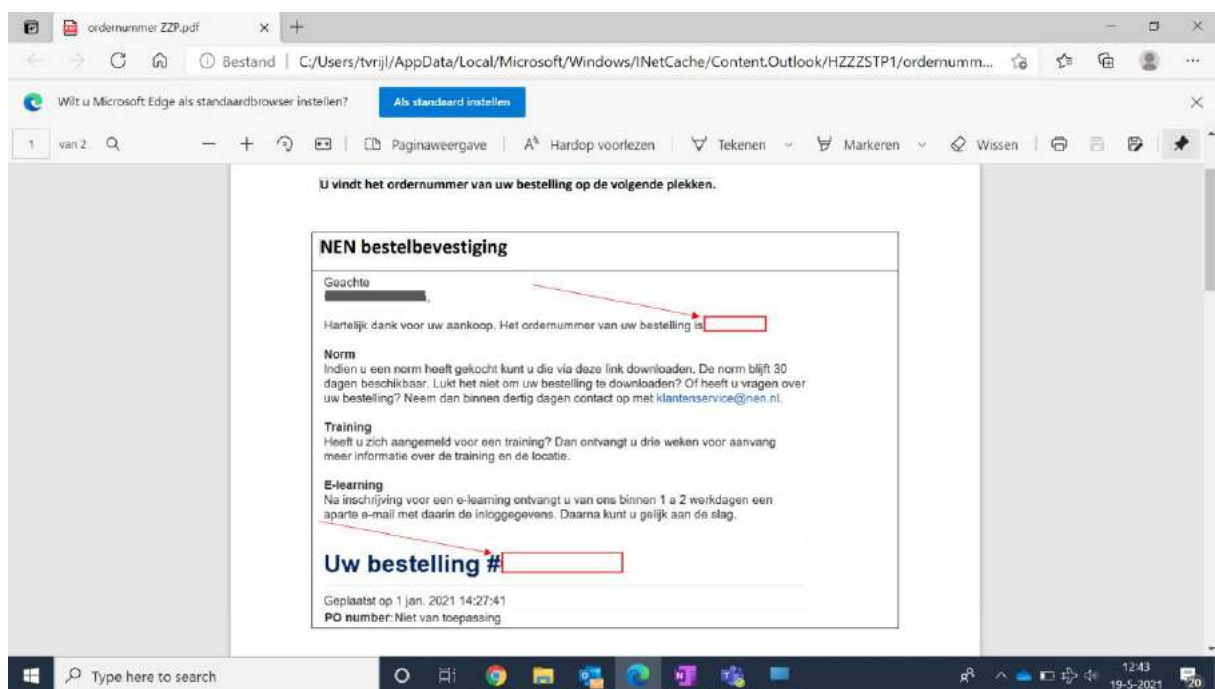 ordernummer ZZP.pdf
Bestand | C:/Users/tvrijl/AppData/Local/Microsoft/Windows/INetCache/Content.Outlook/HZZZSTP1/ordernumm...
Wilt u Microsoft Edge als standaardbrowser instellen? Als standaard instellen
1 van 2 Paginaweergave Hardop voorlezen Tekenen Markeren Wissen
U vindt het ordernummer van uw bestelling op de volgende plekken.
NEN bestelbevestiging
Geachte
Hartelijk dank voor uw aankoop. Het ordernummer van uw bestelling is
Norm
Indien u een norm heeft gekocht kunt u die via deze link downloaden. De norm blijft 30
dagen beschikbaar. Lukt het niet om uw bestelling te downloaden? Of heeft u vragen over
uw bestelling? Neem dan binnen dertig dagen contact op met klantenservice@nen.nl.
Training
Heeft u zich aangemeld voor een training? Dan ontvangt u drie weken voor aanvang
meer informatie over de training en de locatie.
E-learning
Na inschrijving voor een e-learning ontvangt u van ons binnen 1 a 2 werkdagen een
aparte e-mail met daarin de inloggegevens. Daarna kunt u gelijk aan de slag.
Uw bestelling #
Geplaatst op 1 jan. 2021 14:27:41
PO number: Niet van toepassing
Type here to search
12:43
19-5-2021
20